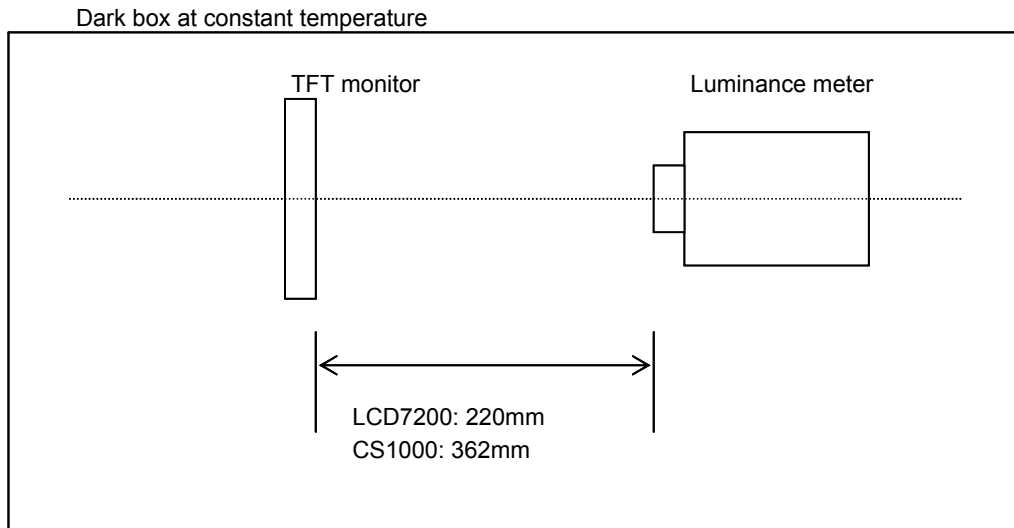 Dark box at constant temperature
TFT monitor
Luminance meter
LCD7200: 220mm
CS1000: 362mm